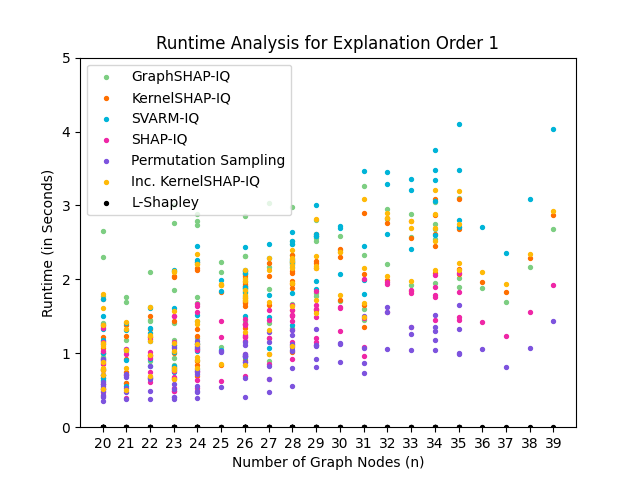 Runtime Analysis for Explanation Order 1
GraphSHAP-IQ
KernelSHAP-IQ
SVARM-IQ
SHAP-IQ
Permutation Sampling
Inc. KernelSHAP-IQ
L-Shapley
Runtime (in Seconds)
5
4
3
2
1
0
20 21 22 23 24 25 26 27 28 29 30 31 32 33 34 35 36 37 38 39
Number of Graph Nodes (n)